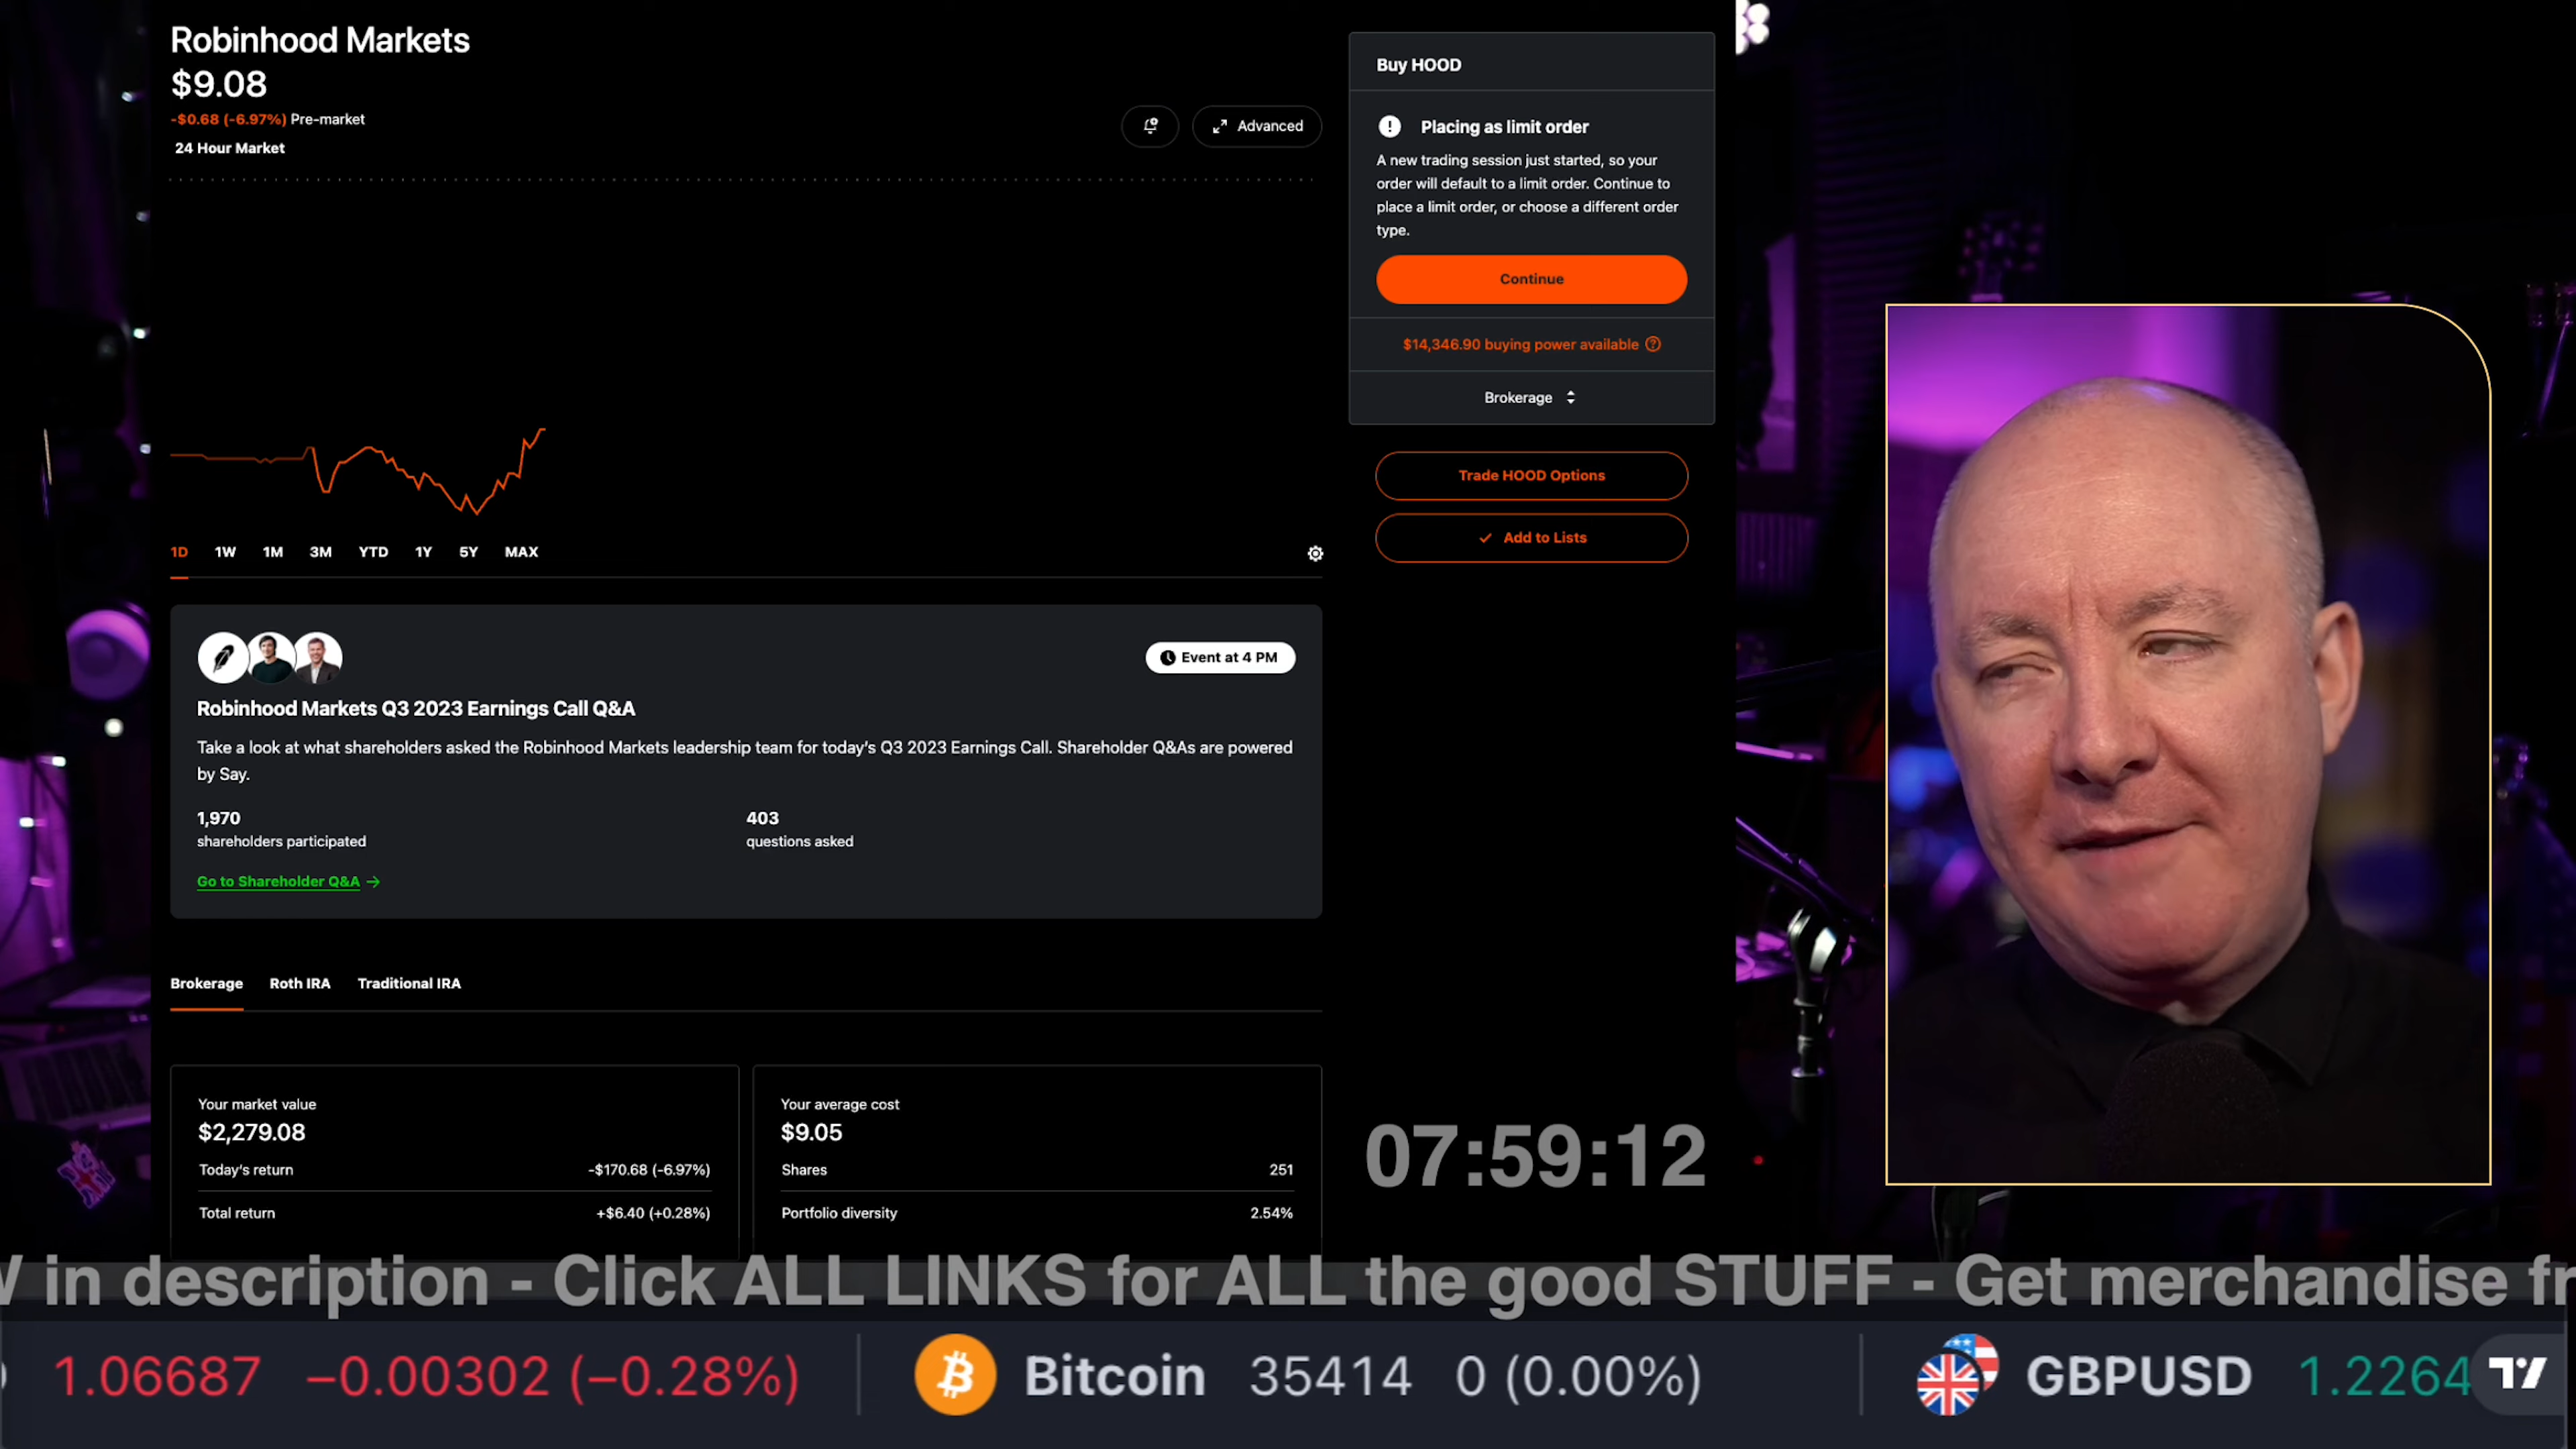 Robinhood Markets
$9.08
-$0.68 (-6.97%) Pre-market
24 Hour Market
Advanced
1D 1W 1M 3M YTD 1Y 5Y MAX
Event at 4 PM
Robinhood Markets Q3 2023 Earnings Call Q&A
Take a look at what shareholders asked the Robinhood Markets leadership team for today's Q3 2023 Earnings Call. Shareholder Q&As are powered
by Say.
1,970
shareholders participated
403
questions asked
Go to Shareholder Q&A →
Brokerage Roth IRA Traditional IRA
Your market value
$2,279.08
Today's return -$170.68 (-6.97%)
Total return +$6.40 (+0.28%)
Your average cost
$9.05
Shares 251
Portfolio diversity 2.54%
Buy HOOD
Placing as limit order
A new trading session just started, so your
order will default to a limit order. Continue to
place a limit order, or choose a different order
type.
Continue
$14,346.90 buying power available
Brokerage
Trade HOOD Options
Add to Lists
07:59:12
in description - Click ALL LINKS for ALL the good STUFF - Get merchandise
1.06687 −0.00302 (−0.28%) Bitcoin 35414 0 (0.00%) GBPUSD 1.2264